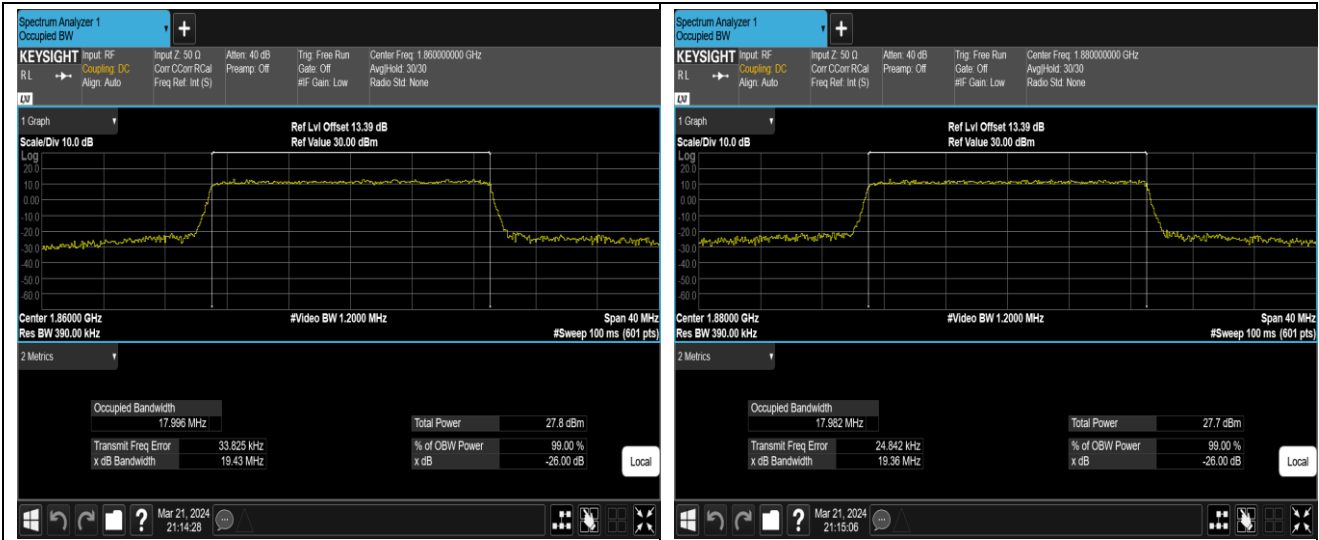 Spectrum Analyzer 1
Occupied BW
+
KEYSIGHT
RL
LXI
Input: RF
Coupling: DC
Align: Auto
Input Z: 50 Ω
Corr CCorr RCal
Freq Ref: Int (S)
Atten: 40 dB
Preamp: Off
Trig: Free Run
Gate: Off
#IF Gain: Low
Center Freq: 1.860000000 GHz
Avg|Hold: 30/30
Radio Std: None
1 Graph
Scale/Div 10.0 dB
Ref Lvl Offset 13.39 dB
Ref Value 30.00 dBm
Log
20.0
10.0
0.00
-10.0
-20.0
-30.0
-40.0
-50.0
-60.0
Center 1.86000 GHz
#Video BW 1.2000 MHz
Span 40 MHz
Res BW 390.00 kHz
#Sweep 100 ms (601 pts)
2 Metrics
Occupied Bandwidth
17.996 MHz
Total Power 27.8 dBm
Transmit Freq Error 33.825 kHz
% of OBW Power 99.00 %
x dB Bandwidth 19.43 MHz
x dB -26.00 dB
Local
?
Mar 21, 2024
21:14:28
Spectrum Analyzer 1
Occupied BW
+
KEYSIGHT
RL
LXI
Input: RF
Coupling: DC
Align: Auto
Input Z: 50 Ω
Corr CCorr RCal
Freq Ref: Int (S)
Atten: 40 dB
Preamp: Off
Trig: Free Run
Gate: Off
#IF Gain: Low
Center Freq: 1.880000000 GHz
Avg|Hold: 30/30
Radio Std: None
1 Graph
Scale/Div 10.0 dB
Ref Lvl Offset 13.39 dB
Ref Value 30.00 dBm
Log
20.0
10.0
0.00
-10.0
-20.0
-30.0
-40.0
-50.0
-60.0
Center 1.88000 GHz
#Video BW 1.2000 MHz
Span 40 MHz
Res BW 390.00 kHz
#Sweep 100 ms (601 pts)
2 Metrics
Occupied Bandwidth
17.982 MHz
Total Power 27.7 dBm
Transmit Freq Error 24.842 kHz
% of OBW Power 99.00 %
x dB Bandwidth 19.36 MHz
x dB -26.00 dB
Local
?
Mar 21, 2024
21:15:06